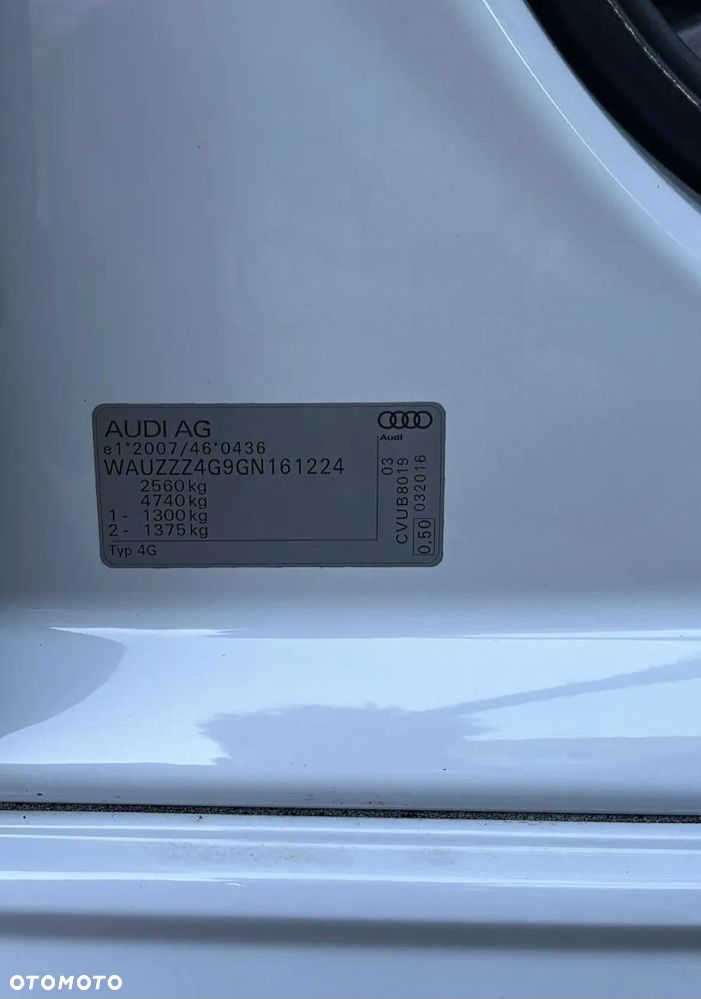 AUDI AG
Audi
e1*2007/46*0436
WAUZZZ4G9GN161224
2560 kg
4740 kg
1- 1300 kg
2- 1375 kg
Typ 4G
CVUB8019 03
0,50 032016
OTOMOTO